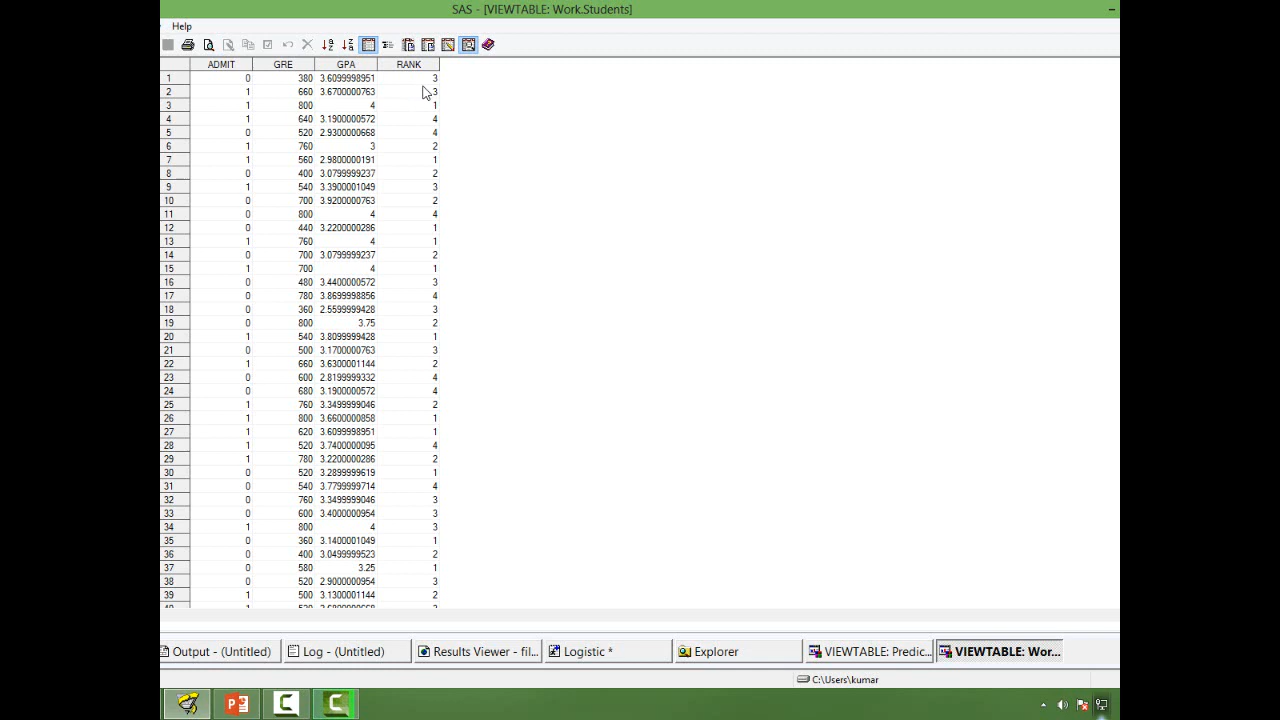 SAS - [VIEWTABLE: Work.Students]
Help
ADMIT GRE GPA RANK
1 0 380 3.6099998951 3
2 1 660 3.6700000763 3
3 1 800 4 1
4 1 640 3.1900000572 4
5 0 520 2.9300000668 4
6 1 760 3 2
7 1 560 2.9800000191 1
8 0 400 3.0799999237 2
9 1 540 3.3900001049 3
10 0 700 3.9200000763 2
11 0 800 4 4
12 0 440 3.2200000286 1
13 1 760 4 1
14 0 700 3.0799999237 2
15 1 700 4 1
16 0 480 3.4400000572 3
17 0 780 3.8699998856 4
18 0 360 2.5599999428 3
19 0 800 3.75 2
20 1 540 3.8099999428 1
21 0 500 3.1700000763 3
22 1 660 3.6300001144 2
23 0 600 2.8199999332 4
24 0 680 3.1900000572 4
25 1 760 3.3499999046 2
26 1 800 3.6600000858 1
27 1 620 3.6099998951 1
28 1 520 3.7400000095 4
29 1 780 3.2200000286 2
30 0 520 3.2899999619 1
31 0 540 3.7799999714 4
32 0 760 3.3499999046 3
33 0 600 3.4000000954 3
34 1 800 4 3
35 0 360 3.1400001049 1
36 0 400 3.0499999523 2
37 0 580 3.25 1
38 0 520 2.9000000954 3
39 1 500 3.1300001144 2
Output - (Untitled) Log - (Untitled) Results Viewer - fil... Logistic * Explorer VIEWTABLE: Predic... VIEWTABLE: Wor...
C:\Users\kumar